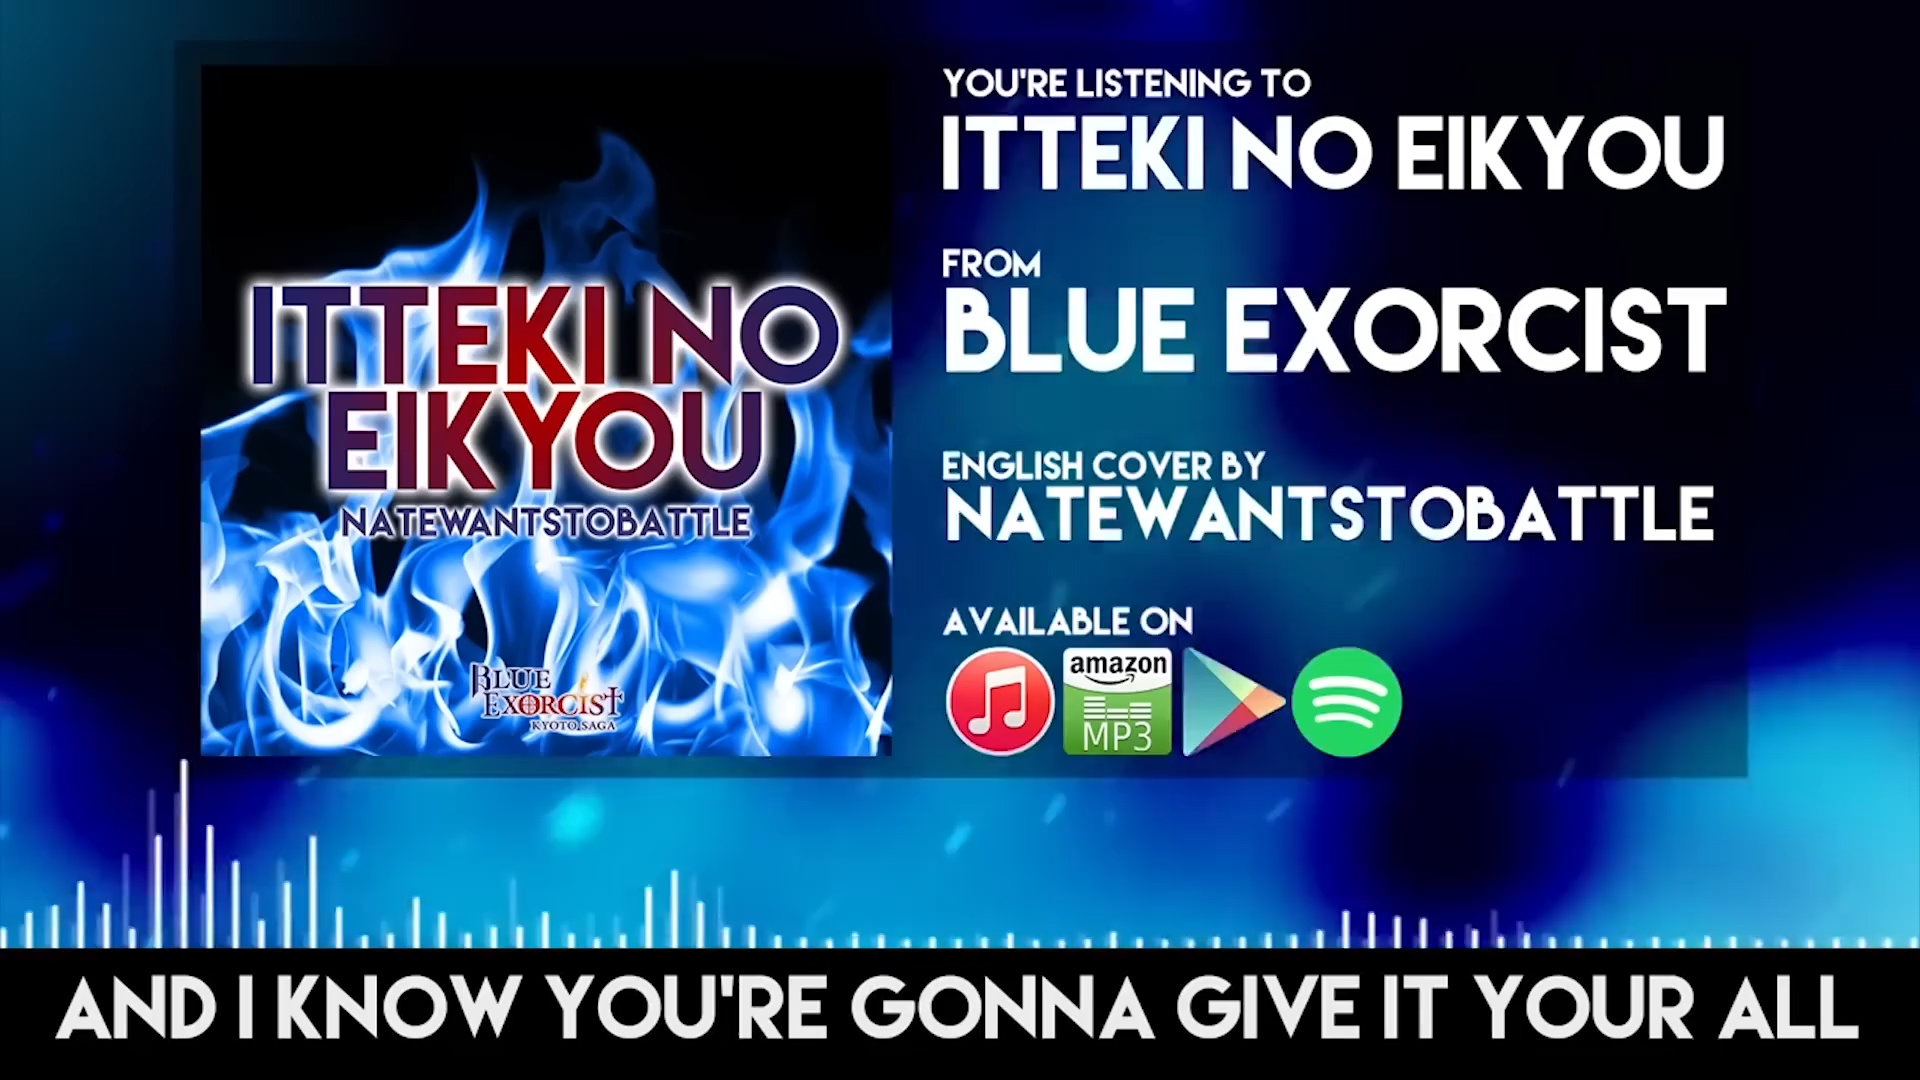 ITTEKI NO
EIKYOU
NATEWANTSTOBATTLE
BLUE
EXORCIST
KYOTO SAGA
YOU'RE LISTENING TO
ITTEKI NO EIKYOU
FROM
BLUE EXORCIST
ENGLISH COVER BY
NATEWANTSTOBATTLE
AVAILABLE ON
amazon
MP3
AND I KNOW YOU'RE GONNA GIVE IT YOUR ALL